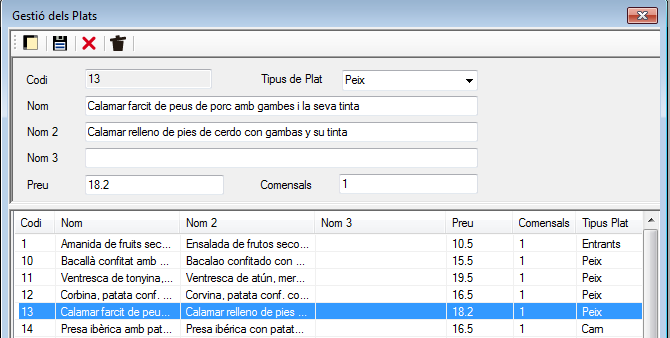 Gestió dels Plats
Codi 13 Tipus de Plat Peix
Nom Calamar farcit de peus de porc amb gambes i la seva tinta
Nom 2 Calamar relleno de pies de cerdo con gambas y su tinta
Nom 3
Preu 18.2 Comensals 1
Codi Nom Nom 2 Nom 3 Preu Comensals Tipus Plat
1 Amanida de fruits sec... Ensalada de frutos seco... 10.5 1 Entrants
10 Bacallà confitat amb ... Bacalao confitado con ... 15.5 1 Peix
11 Ventresca de tonyina,... Ventresca de atún, mer... 19.5 1 Peix
12 Corbina, patata conf. ... Corvina, patata conf. c... 16.5 1 Peix
13 Calamar farcit de peu... Calamar relleno de pies ... 18.2 1 Peix
14 Presa ibèrica amb pat... Presa ibérica con patat... 16.5 1 Carn